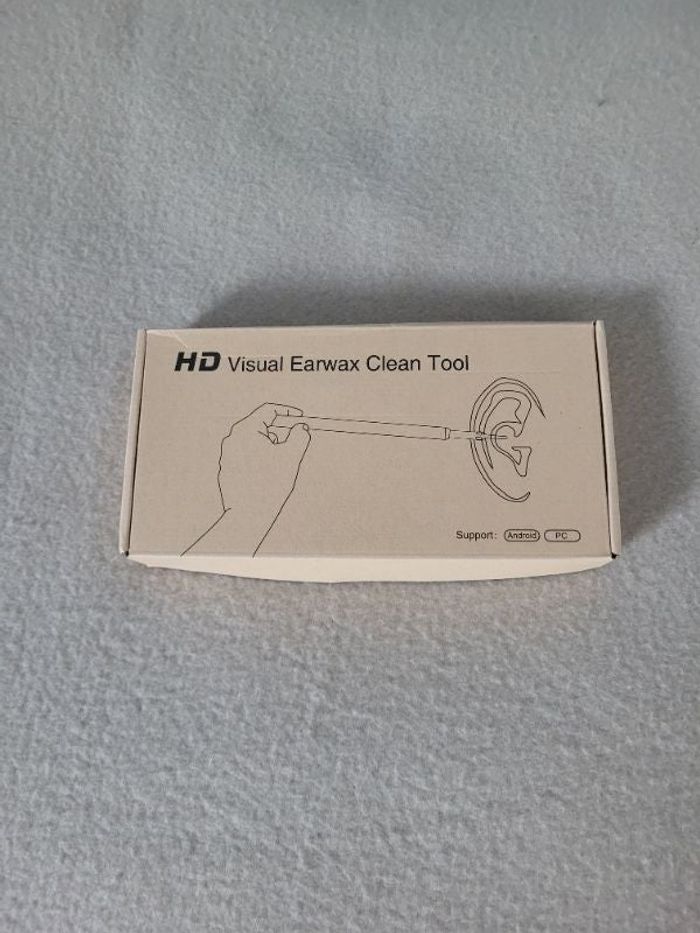 HD Visual Earwax Clean Tool
Support: Android PC